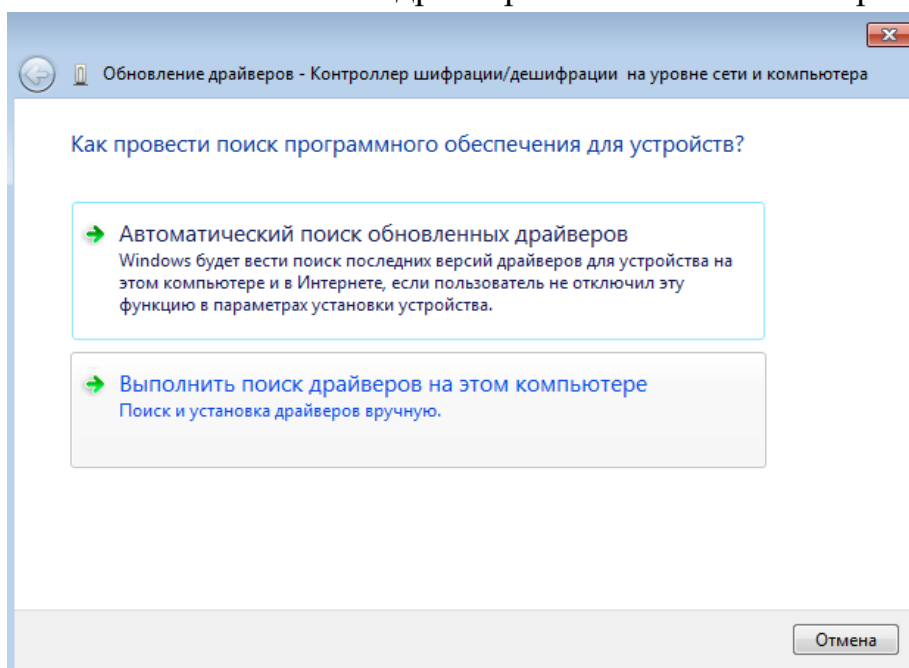 Обновление драйверов - Контроллер шифрации/дешифрации на уровне сети и компьютера
Как провести поиск программного обеспечения для устройств?
Автоматический поиск обновленных драйверов
Windows будет вести поиск последних версий драйверов для устройства на
этом компьютере и в Интернете, если пользователь не отключил эту
функцию в параметрах установки устройства.
Выполнить поиск драйверов на этом компьютере
Поиск и установка драйверов вручную.
Отмена